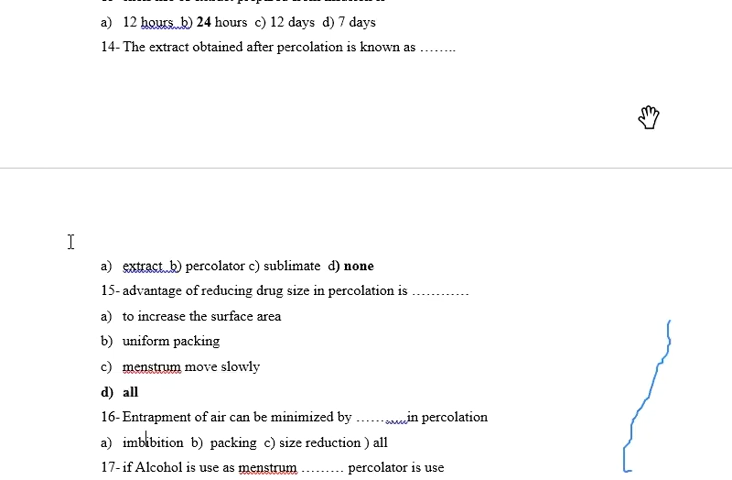 a) 12 hours b) 24 hours c) 12 days d) 7 days
14- The extract obtained after percolation is known as ……..
a) extract b) percolator c) sublimate d) none
15- advantage of reducing drug size in percolation is …………
a) to increase the surface area
b) uniform packing
c) menstrum move slowly
d) all
16- Entrapment of air can be minimized by …………in percolation
a) imbibition b) packing c) size reduction ) all
17- if Alcohol is use as menstrum ……… percolator is use